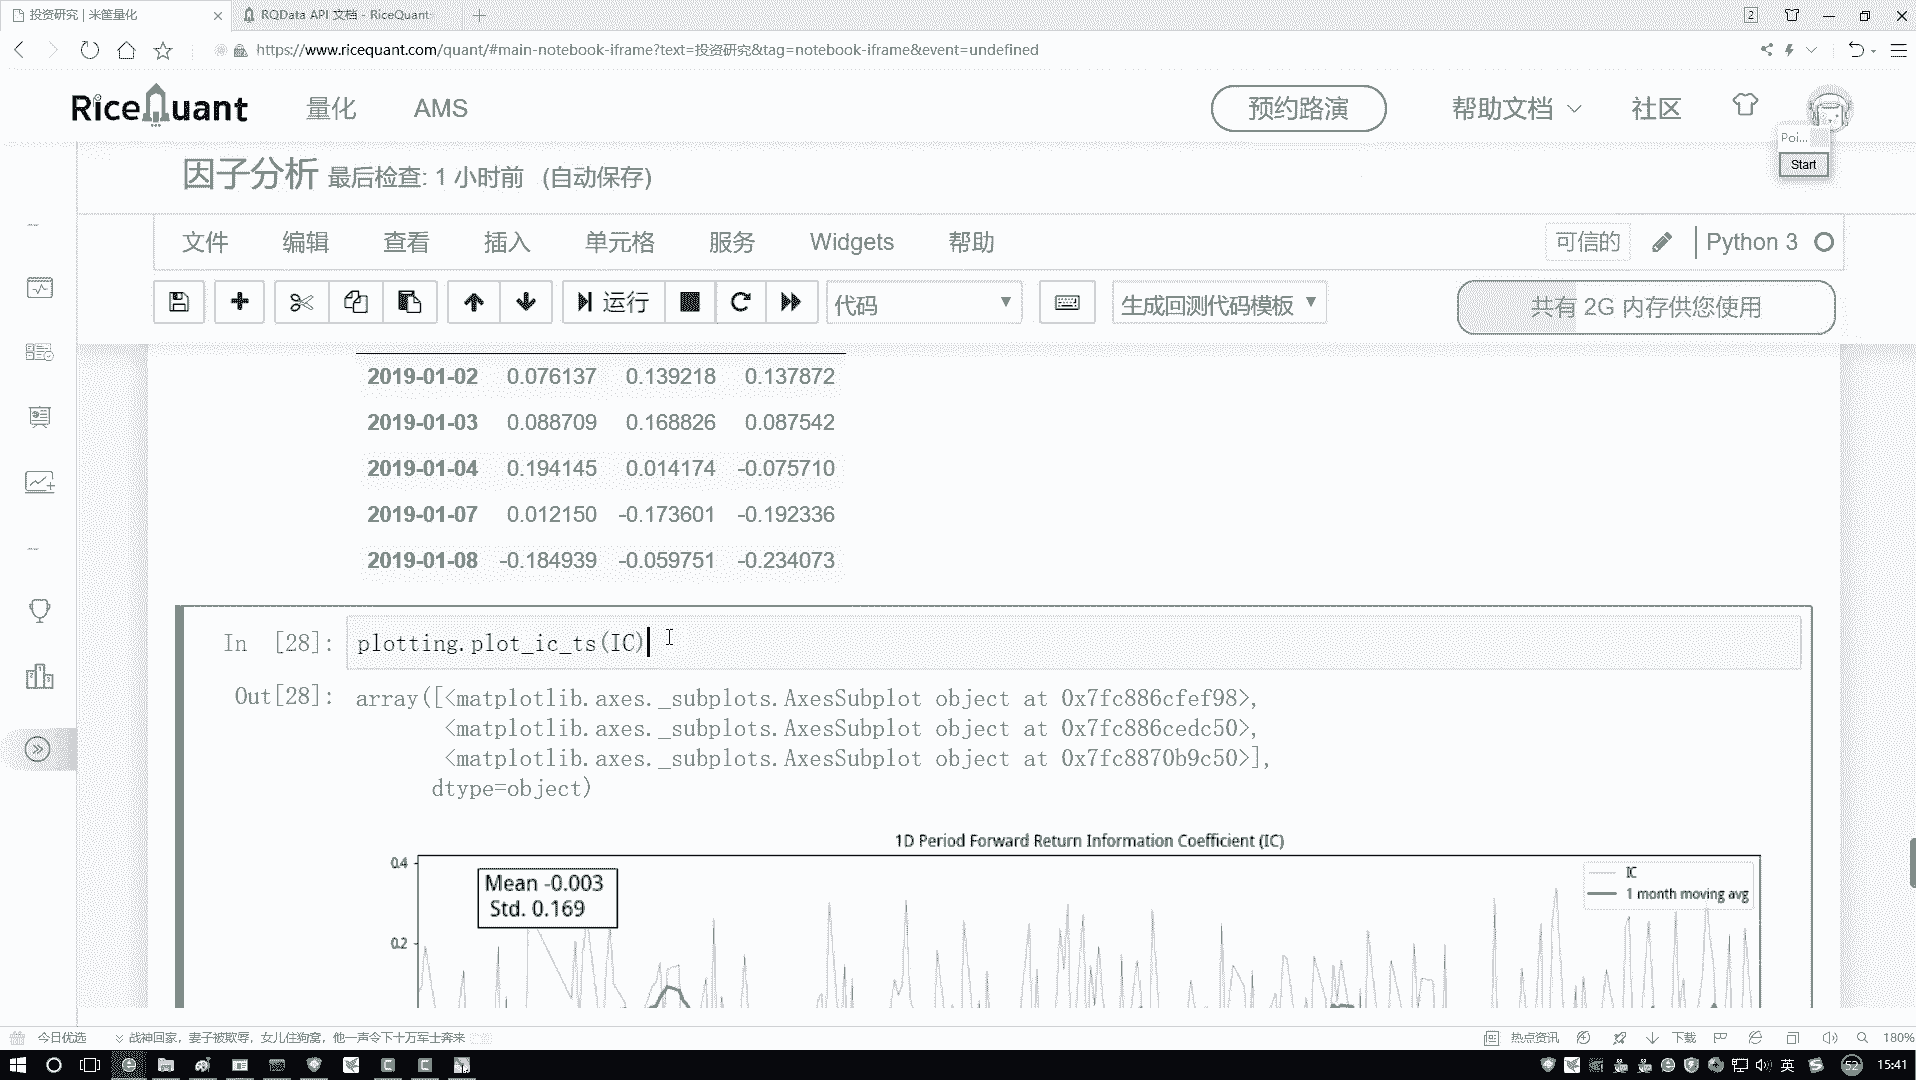 投资研究 | 米筐量化
RQData API 文档 - RiceQuant
2
https://www.ricequant.com/quant/#main-notebook-iframe?text=投资研究&tag=notebook-iframe&event=undefined
RiceQuant
量化
AMS
预约路演
帮助文档
社区
Poi...
Start
因子分析 最后检查: 1 小时前 (自动保存)
文件 编辑 查看 插入 单元格 服务 Widgets 帮助
可信的
Python 3
运行
代码
生成回测代码模板
共有 2G 内存供您使用
2019-01-02 0.076137 0.139218 0.137872
2019-01-03 0.088709 0.168826 0.087542
2019-01-04 0.194145 0.014174 -0.075710
2019-01-07 0.012150 -0.173601 -0.192336
2019-01-08 -0.184939 -0.059751 -0.234073
In [28]: plotting.plot_ic_ts(IC)
Out[28]: array([<matplotlib.axes._subplots.AxesSubplot object at 0x7fc886cfef98>,
<matplotlib.axes._subplots.AxesSubplot object at 0x7fc886cedc50>,
<matplotlib.axes._subplots.AxesSubplot object at 0x7fc8870b9c50>],
dtype=object)
1D Period Forward Return Information Coefficient (IC)
0.4
Mean -0.003
Std. 0.169
IC
1 month moving avg
0.2
今日优选
战神回家，妻子被欺辱，女儿住狗窝，他一声令下十万军士奔来
热点资讯
下载
180%
英
52
15:41